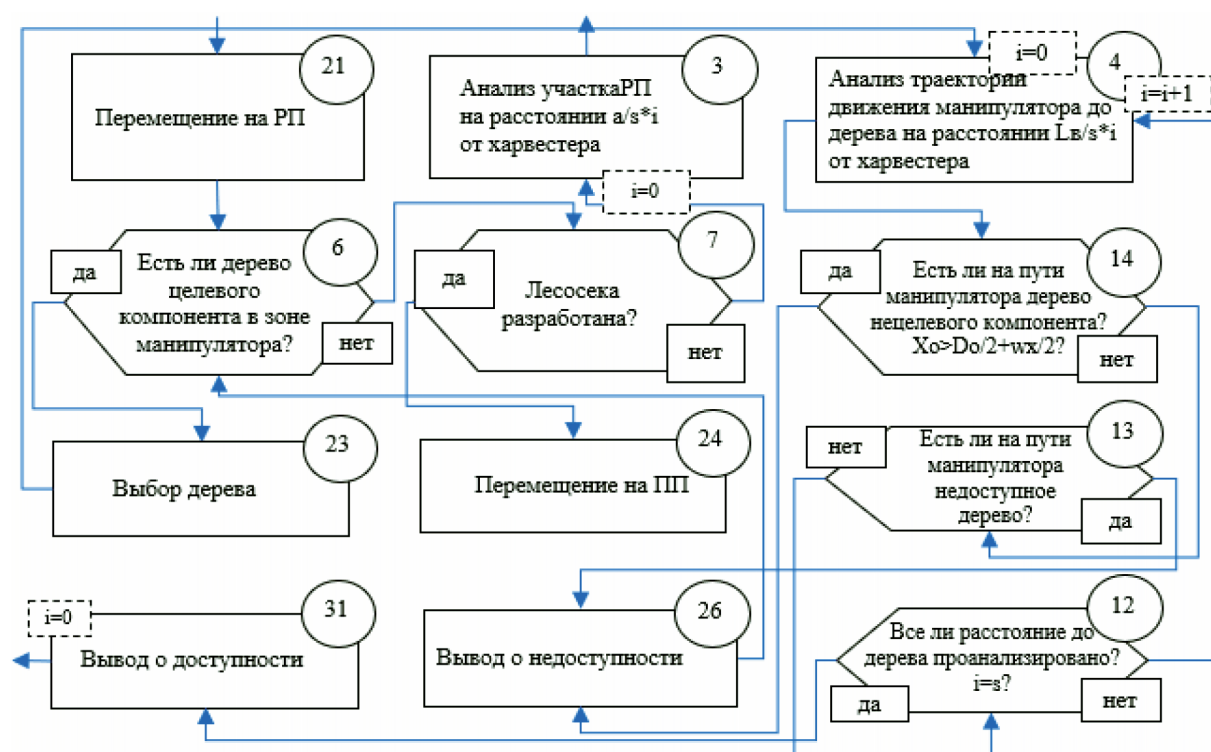 21
Перемещение на РП
3
Анализ участкаРП
на расстоянии a/s*i
от харвестера
i=0
4
Анализ траектории
движения манипулятора до
дерева на расстоянии Lв/s*i
от харвестера
i=i+1
i=0
6
да
Есть ли дерево
целевого
компонента в зоне
манипулятора?
нет
7
да
Лесосека
разработана?
нет
14
да
Есть ли на пути
манипулятора дерево
нецелевого компонента?
Xo>Do/2+wx/2?
нет
23
Выбор дерева
24
Перемещение на ПП
13
нет
Есть ли на пути
манипулятора
недоступное
дерево?
да
i=0
31
Вывод о доступности
26
Вывод о недоступности
12
Все ли расстояние до
дерева проанализировано?
i=s?
да
нет